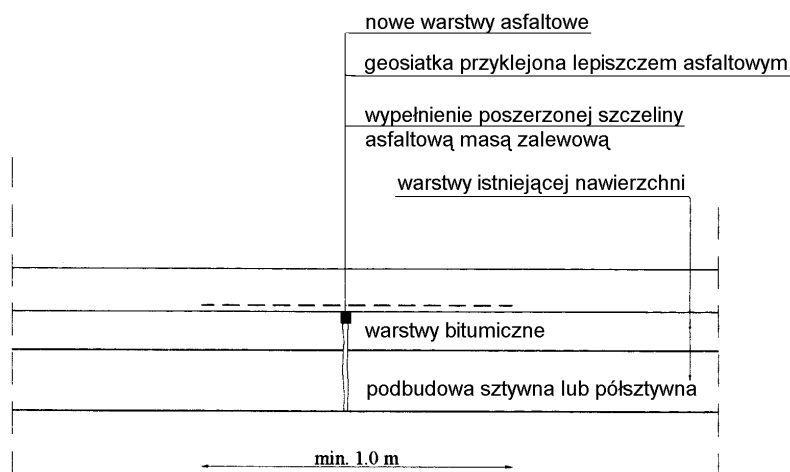 nowe warstwy asfaltowe
geosiatka przyklejona lepiszczem asfaltowym
wypełnienie poszerzonej szczeliny
asfaltową masą zalewową
warstwy istniejącej nawierzchni
warstwy bitumiczne
podbudowa sztywna lub półsztywna
min. 1.0 m